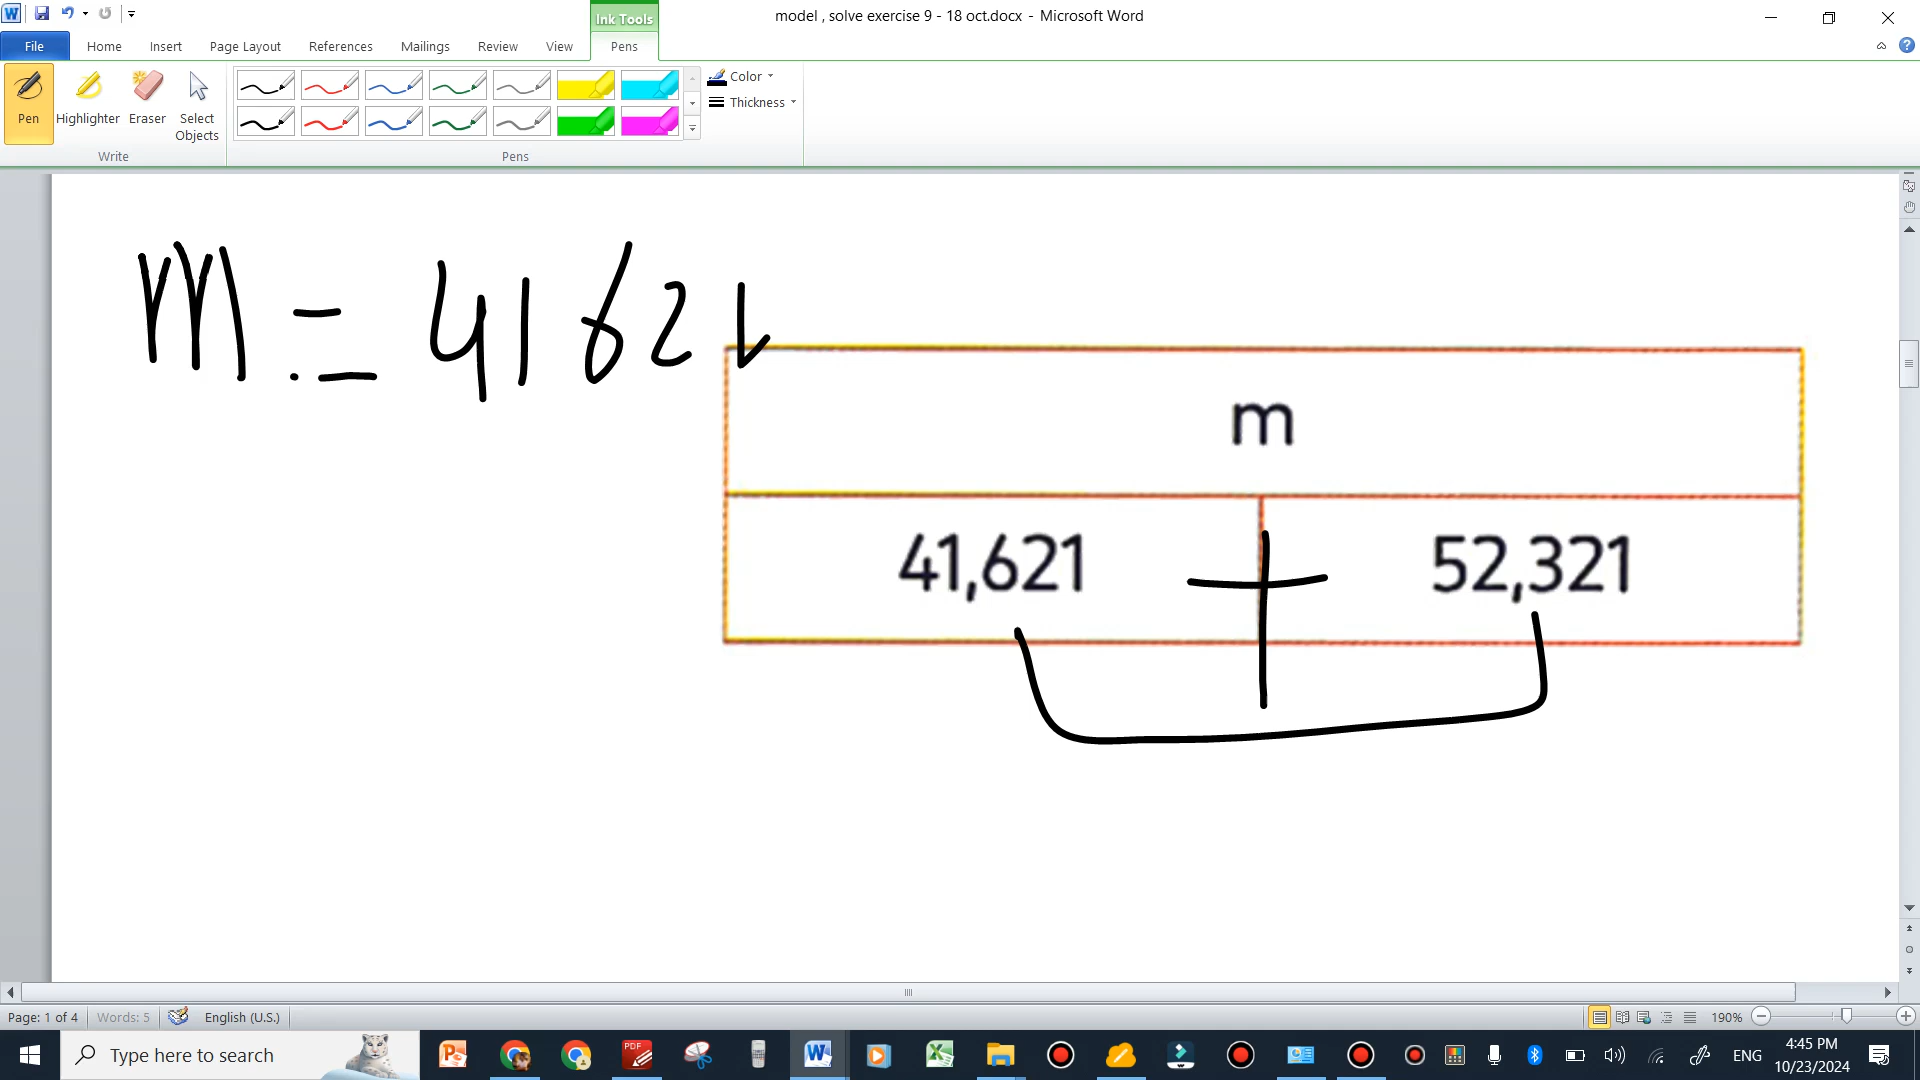 model , solve exercise 9 - 18 oct.docx - Microsoft Word
Ink Tools
File Home Insert Page Layout References Mailings Review View Pens
Pen Highlighter Eraser Select Objects
Color
Thickness
Write Pens
m = 41621
m
41,621 + 52,321
Page: 1 of 4 Words: 5 English (U.S.) 190%
Type here to search
ENG
4:45 PM
10/23/2024